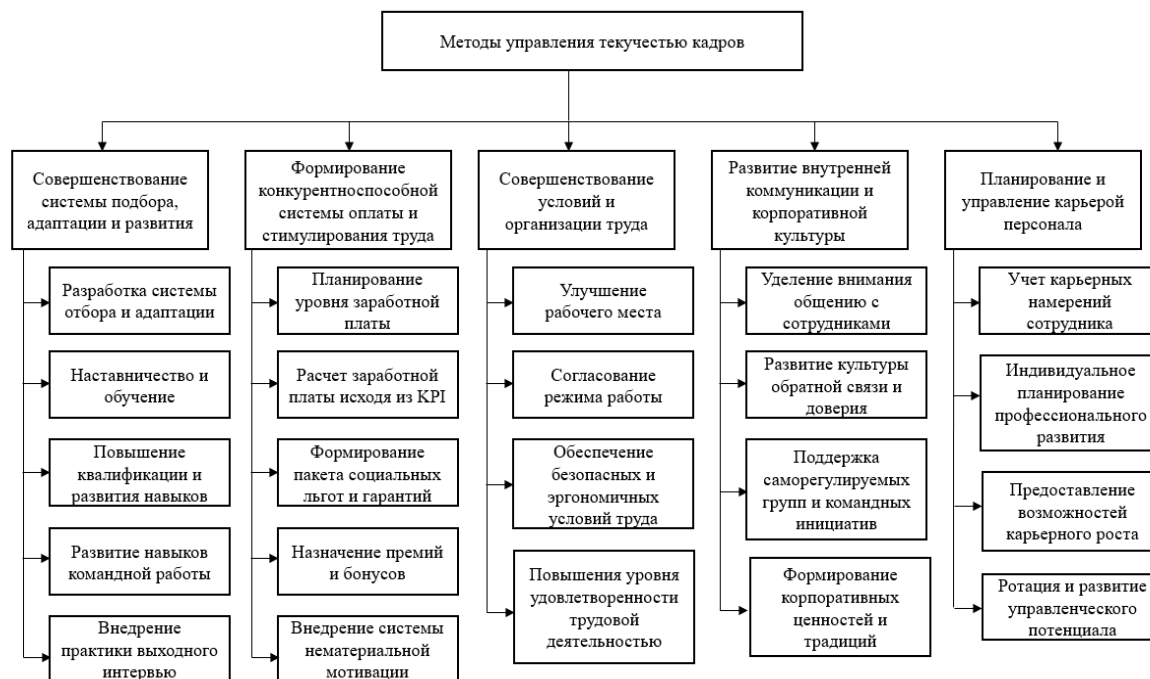 Методы управления текучестью кадров
Совершенствование
системы подбора,
адаптации и развития
Формирование
конкурентноспособной
системы оплаты и
стимулирования труда
Совершенствование
условий и
организации труда
Развитие внутренней
коммуникации и
корпоративной
культуры
Планирование и
управление карьерой
персонала
Разработка системы
отбора и адаптации
Наставничество и
обучение
Повышение
квалификации и
развития навыков
Развитие навыков
командной работы
Внедрение
практики выходного
интервью
Планирование
уровня заработной
платы
Расчет заработной
платы исходя из KPI
Формирование
пакета социальных
льгот и гарантий
Назначение премий
и бонусов
Внедрение системы
нематериальной
мотивации
Улучшение
рабочего места
Согласование
режима работы
Обеспечение
безопасных и
эргономичных
условий труда
Повышения уровня
удовлетворенности
трудовой
деятельностью
Уделение внимания
общению с
сотрудниками
Развитие культуры
обратной связи и
доверия
Поддержка
саморегулируемых
групп и командных
инициатив
Формирование
корпоративных
ценностей и
традиций
Учет карьерных
намерений
сотрудника
Индивидуальное
планирование
профессионального
развития
Предоставление
возможностей
карьерного роста
Ротация и развитие
управленческого
потенциала